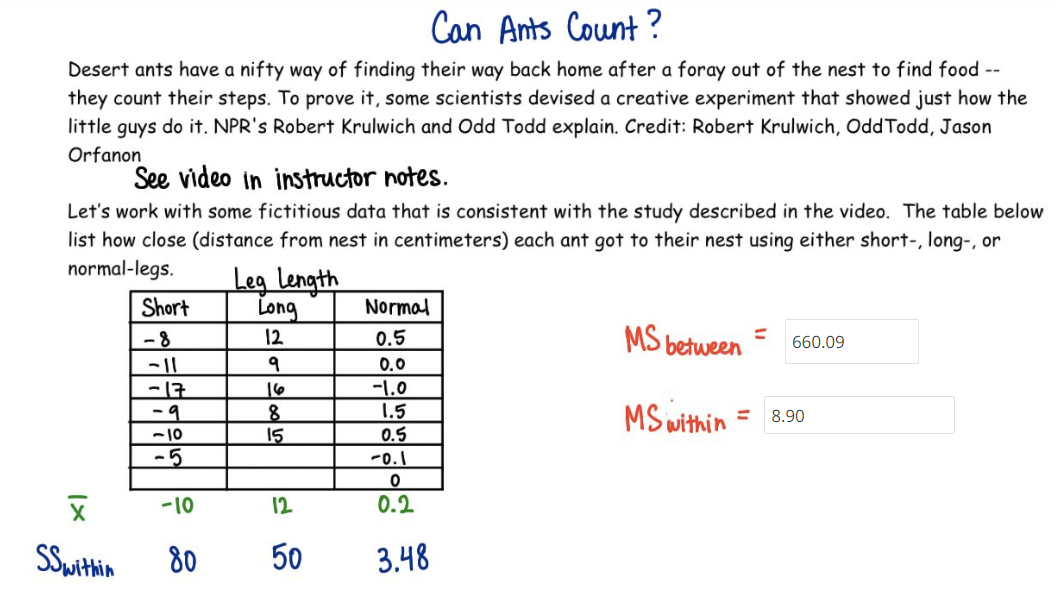 Can Ants Count?
Desert ants have a nifty way of finding their way back home after a foray out of the nest to find food --
they count their steps. To prove it, some scientists devised a creative experiment that showed just how the
little guys do it. NPR's Robert Krulwich and Odd Todd explain. Credit: Robert Krulwich, OddTodd, Jason
Orfanon
See video in instructor notes.
Let's work with some fictitious data that is consistent with the study described in the video. The table below
list how close (distance from nest in centimeters) each ant got to their nest using either short-, long-, or
normal-legs.
Leg Length
Short Long Normal
-8 12 0.5
-11 9 0.0
-17 16 -1.0
-9 8 1.5
-10 15 0.5
-5 -0.1
0
x̄ -10 12 0.2
SSwithin 80 50 3.48
MS between = 660.09
MS within = 8.90